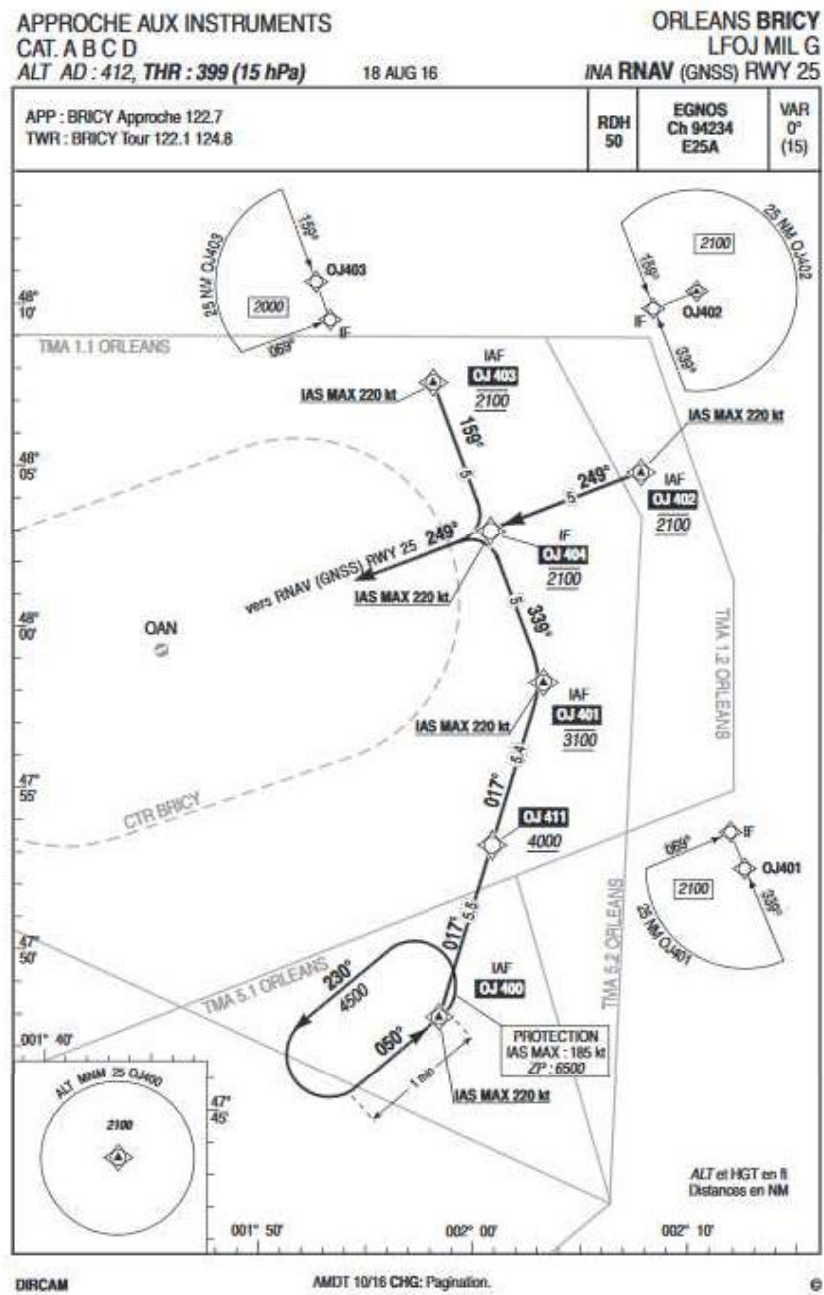 APPROCHE AUX INSTRUMENTS
CAT. A B C D
ALT AD : 412, THR : 399 (15 hPa)
18 AUG 16
ORLEANS BRICY
LFOJ MIL G
INA RNAV (GNSS) RWY 25
APP : BRICY Approche 122.7
TWR : BRICY Tour 122.1 124.8
RDH
50
EGNOS
Ch 94234
E25A
VAR
0°
(15)
25 NM OJ403
159°
OJ403
2000
IF
069°
25 NM OJ402
2100
159°
OJ402
IF
339°
48°
10'
TMA 1.1 ORLEANS
IAF
OJ 403
2100
IAS MAX 220 kt
159°
5
IAS MAX 220 kt
48°
05'
249°
5
IAF
OJ 402
2100
vers RNAV (GNSS) RWY 25 249°
IF
OJ 404
2100
IAS MAX 220 kt
5
339°
48°
00'
OAN
TMA 1.2 ORLEANS
IAF
OJ 401
3100
IAS MAX 220 kt
5.4
017°
47°
55'
CTR BRICY
OJ 411
4000
069°
IF
OJ401
2100
339°
25 NM OJ401
5.5
017°
47°
50'
TMA 5.1 ORLEANS
TMA 5.2 ORLEANS
230°
4500
IAF
OJ 400
050°
PROTECTION
IAS MAX : 185 kt
ZP : 6500
1 min
IAS MAX 220 kt
001° 40'
ALT MNM 25 OJ400
2100
47°
45'
ALT et HGT en ft
Distances en NM
001° 50'
002° 00'
002° 10'
DIRCAM
AMDT 10/16 CHG: Pagination.
©